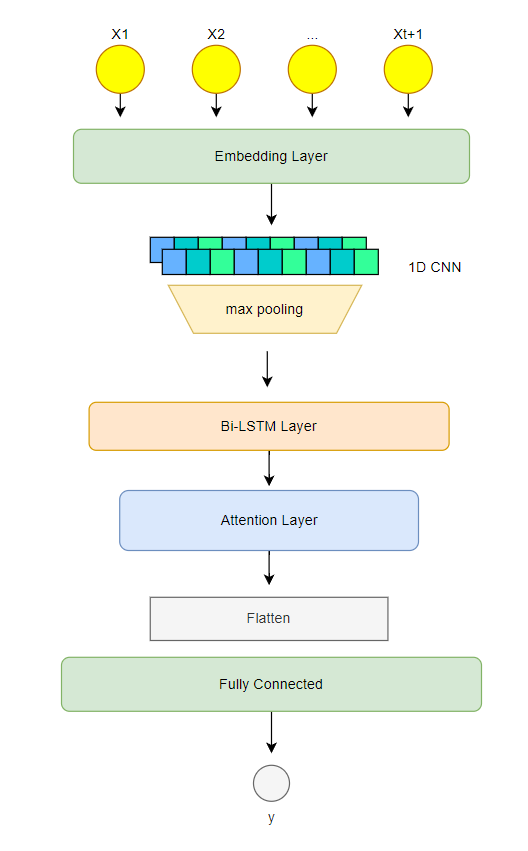 X1 X2 ... Xt+1
Embedding Layer
1D CNN
max pooling
Bi-LSTM Layer
Attention Layer
Flatten
Fully Connected
y